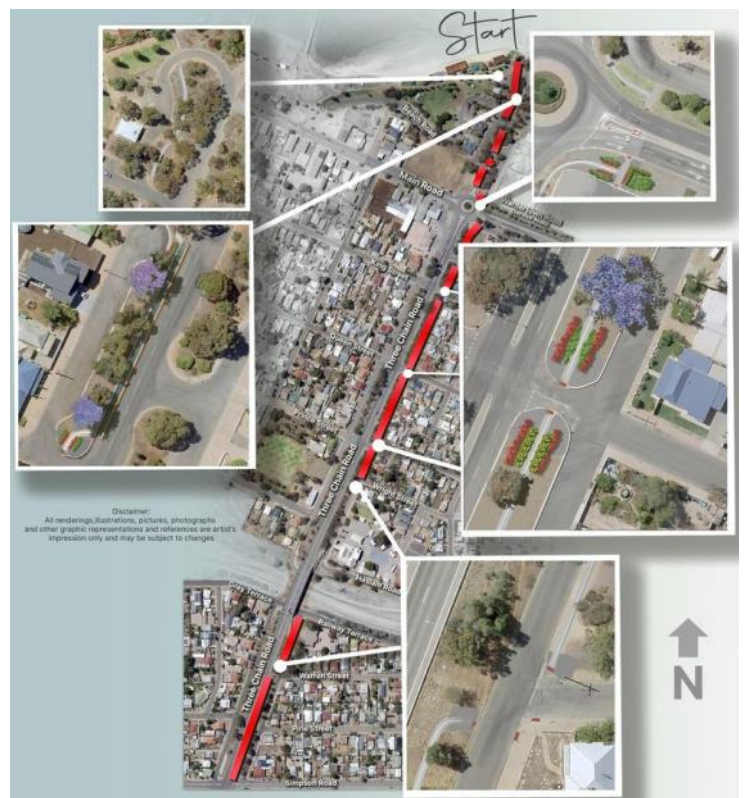 Start
Main Road
Three Chain Road
Three Chain Road
Wright Street
Disclaimer:
All renderings,illustrations, pictures, photographs
and other graphic representations and references are artist's
impression only and may be subject to changes
Railway Terrace
Three Chain Road
Warren Street
Pirie Street
Simpson Road
N